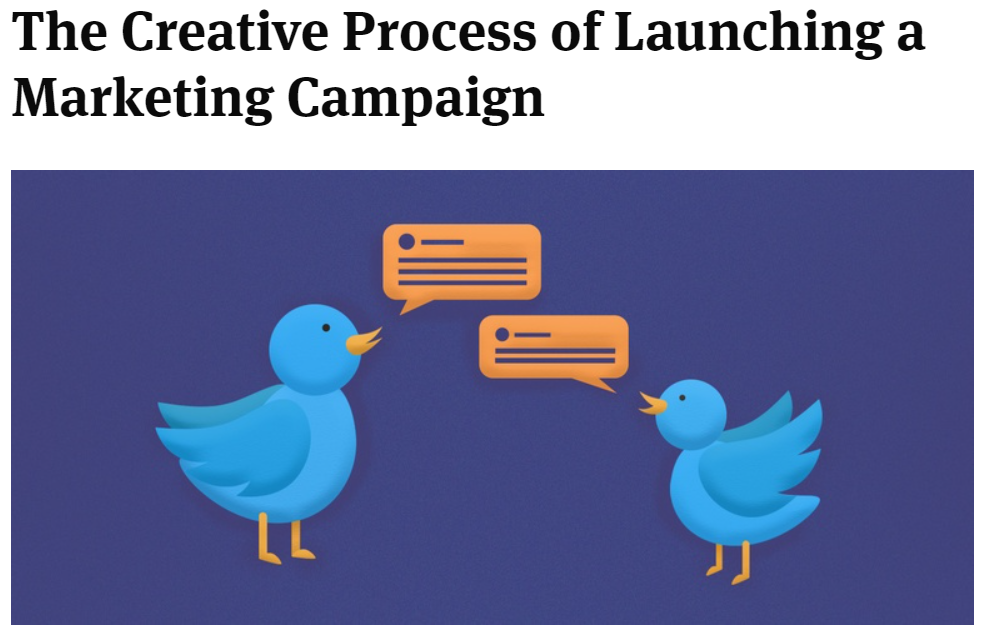 The Creative Process of Launching a
Marketing Campaign